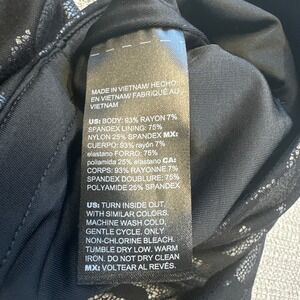 MADE IN VIETNAM/ HECHO
EN VIETNAM/ FABRIQUÉ AU
VIETNAM
US: BODY: 93% RAYON 7%
SPANDEX LINING: 75%
NYLON 25% SPANDEX MX:
CUERPO: 93% rayón 7%
elastano FORRO: 75%
poliamida 25% elastano CA:
CORPS: 93% RAYONNE 7%
SPANDEX DOUBLURE: 75%
POLYAMIDE 25% SPANDEX
US: TURN INSIDE OUT.
WITH SIMILAR COLORS.
MACHINE WASH COLD,
GENTLE CYCLE. ONLY
NON-CHLORINE BLEACH.
TUMBLE DRY LOW. WARM
IRON. DO NOT DRY CLEAN
MX: VOLTEAR AL REVÉS.